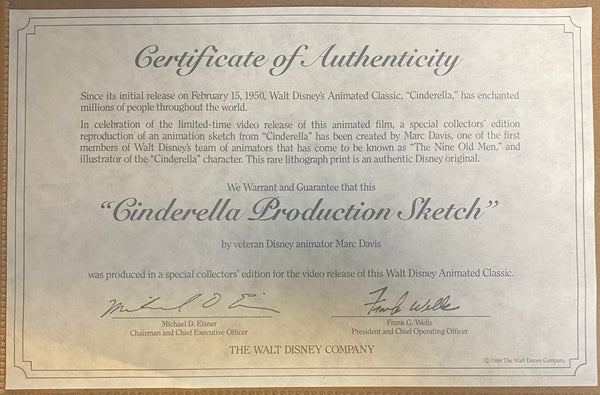 Certificate of Authenticity
Since its initial release on February 15, 1950, Walt Disney's Animated Classic, "Cinderella," has enchanted
millions of people throughout the world.
In celebration of the limited-time video release of this animated film, a special collectors' edition
reproduction of an animation sketch from "Cinderella" has been created by Marc Davis, one of the first
members of Walt Disney's team of animators that has come to be known as "The Nine Old Men," and
illustrator of the "Cinderella" character. This rare lithograph print is an authentic Disney original.
We Warrant and Guarantee that this
"Cinderella Production Sketch"
by veteran Disney animator Marc Davis
was produced in a special collectors' edition for the video release of this Walt Disney Animated Classic.
Michael D. Eisner Frank Wells
Michael D. Eisner Frank G. Wells
Chairman and Chief Executive Officer President and Chief Operating Officer
THE WALT DISNEY COMPANY
© 1988 The Walt Disney Company